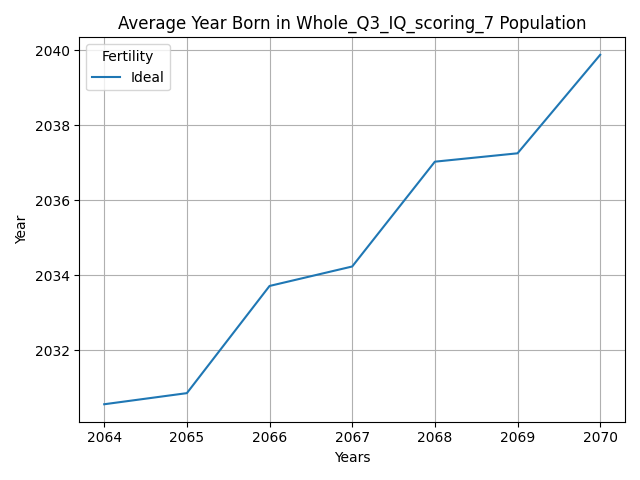 Average Year Born in Whole_Q3_IQ_scoring_7 Population
Fertility
Ideal
2040
2038
2036
2034
2032
Year
2064 2065 2066 2067 2068 2069 2070
Years